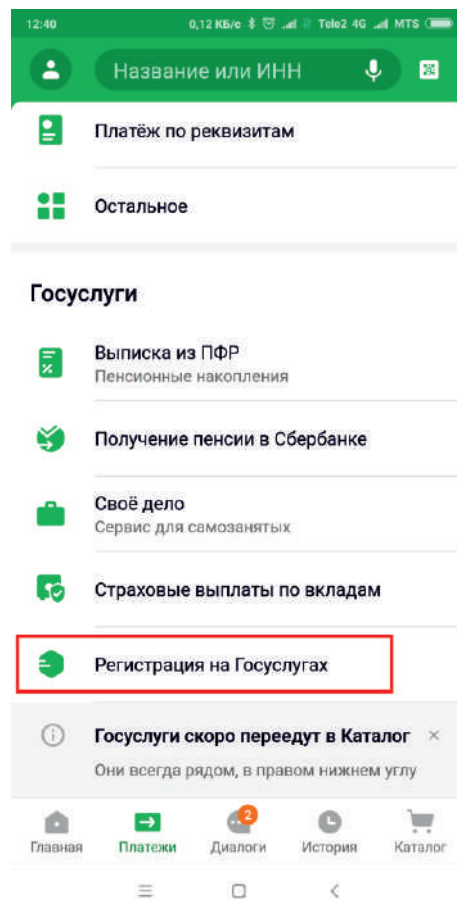 12:40 0,12 КБ/с Tele2 4G MTS
Название или ИНН
Платёж по реквизитам
Остальное
Госуслуги
Выписка из ПФР
Пенсионные накопления
Получение пенсии в Сбербанке
Своё дело
Сервис для самозанятых
Страховые выплаты по вкладам
Регистрация на Госуслугах
Госуслуги скоро переедут в Каталог ×
Они всегда рядом, в правом нижнем углу
2
Главная Платежи Диалоги История Каталог